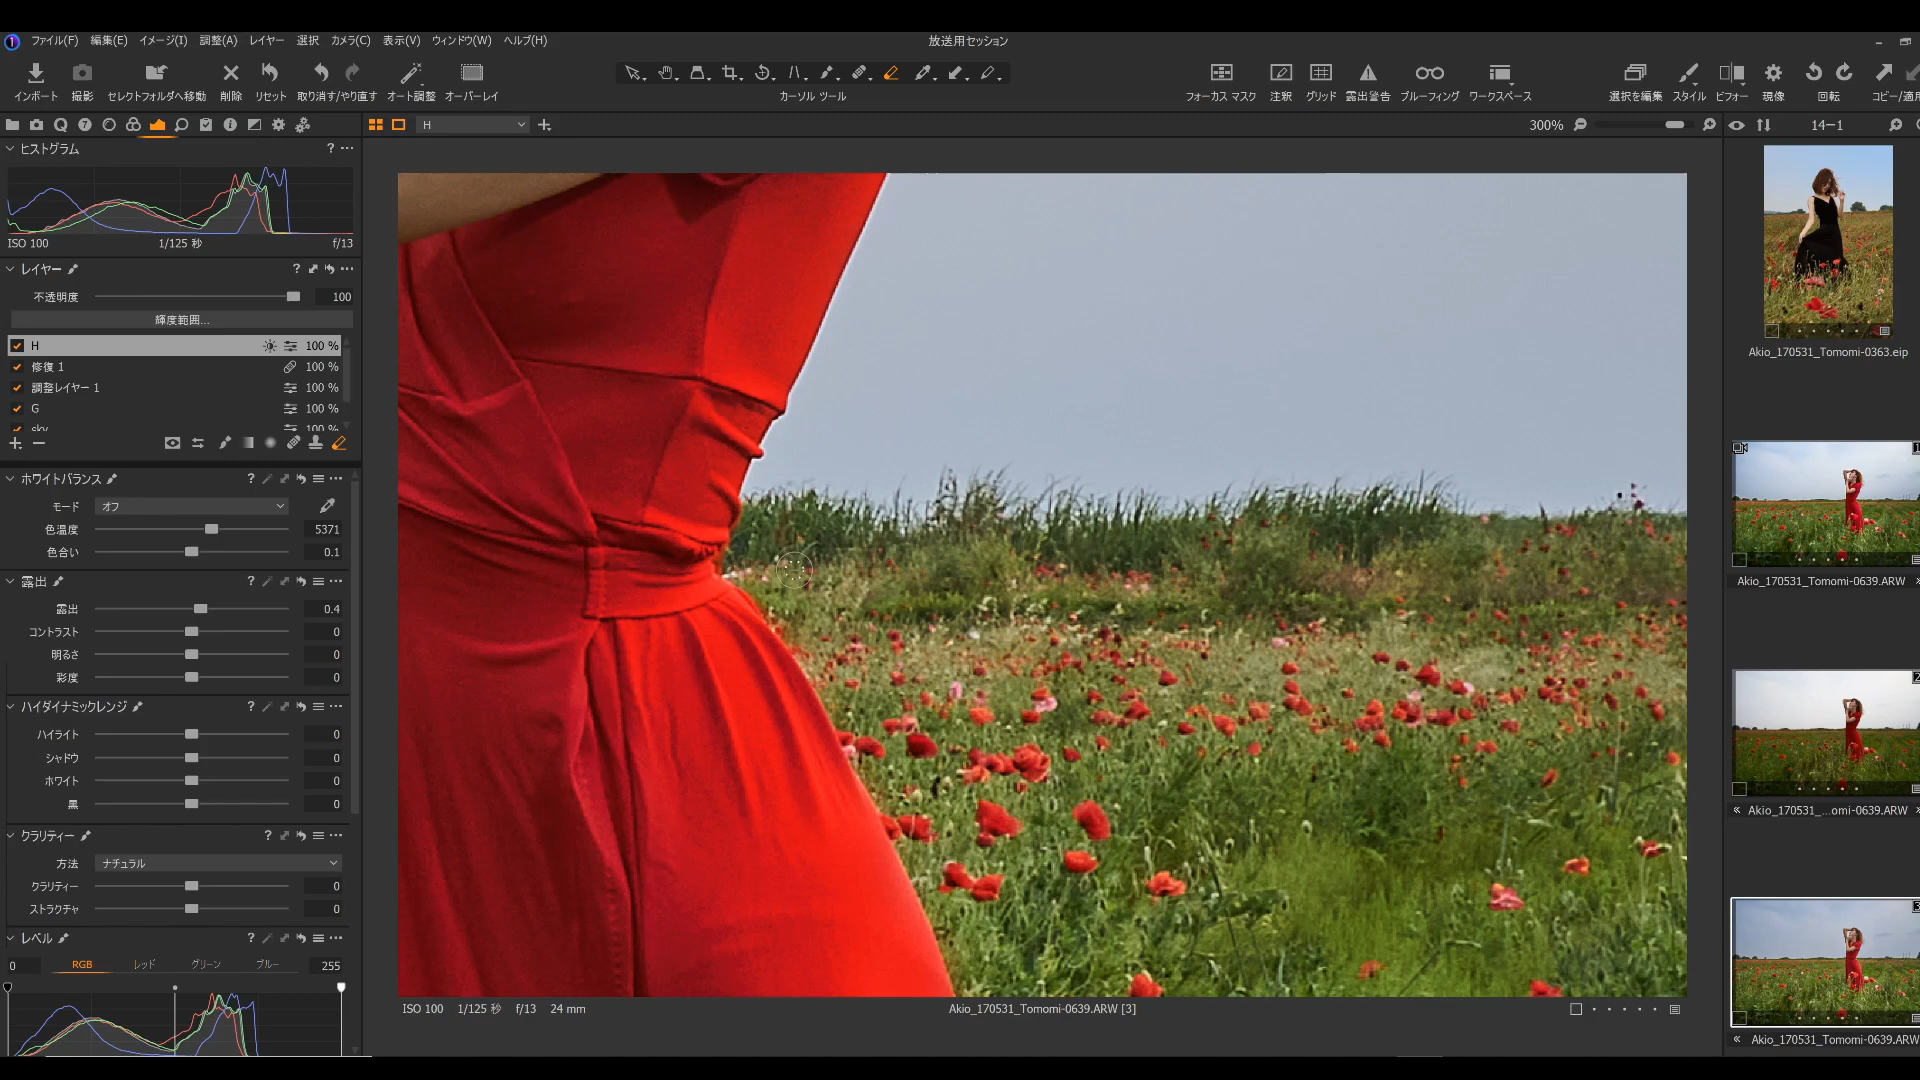 ファイル(F) 編集(E) イメージ(I) 調整(A) レイヤー 選択 カメラ(C) 表示(V) ウィンドウ(W) ヘルプ(H) 放送用セッション
インポート 撮影 セレクトフォルダへ移動 削除 リセット 取り消す/やり直す オート調整 オーバーレイ カーソル ツール フォーカス マスク 注釈 グリッド 露出警告 プルーフィング ワークスペース 選択を編集 スタイル ビフォー 現像 回転 コピー/適用
H 300% 14−1
ヒストグラム
ISO 100 1/125 秒 f/13
レイヤー
不透明度 100
輝度範囲...
H 100 %
修復 1 100 %
調整レイヤー 1 100 %
G 100 %
sky 100 %
ホワイトバランス
モード オフ
色温度 5371
色合い 0.1
露出
露出 0.4
コントラスト 0
明るさ 0
彩度 0
ハイダイナミックレンジ
ハイライト 0
シャドウ 0
ホワイト 0
黒 0
クラリティー
方法 ナチュラル
クラリティー 0
ストラクチャ 0
レベル
0 RGB レッド グリーン ブルー 255
ISO 100 1/125 秒 f/13 24 mm Akio_170531_Tomomi-0639.ARW [3]
Akio_170531_Tomomi-0363.eip
1
Akio_170531_Tomomi-0639.ARW »
2
« Akio_170531_...omi-0639.ARW »
3
« Akio_170531_Tomomi-0639.ARW